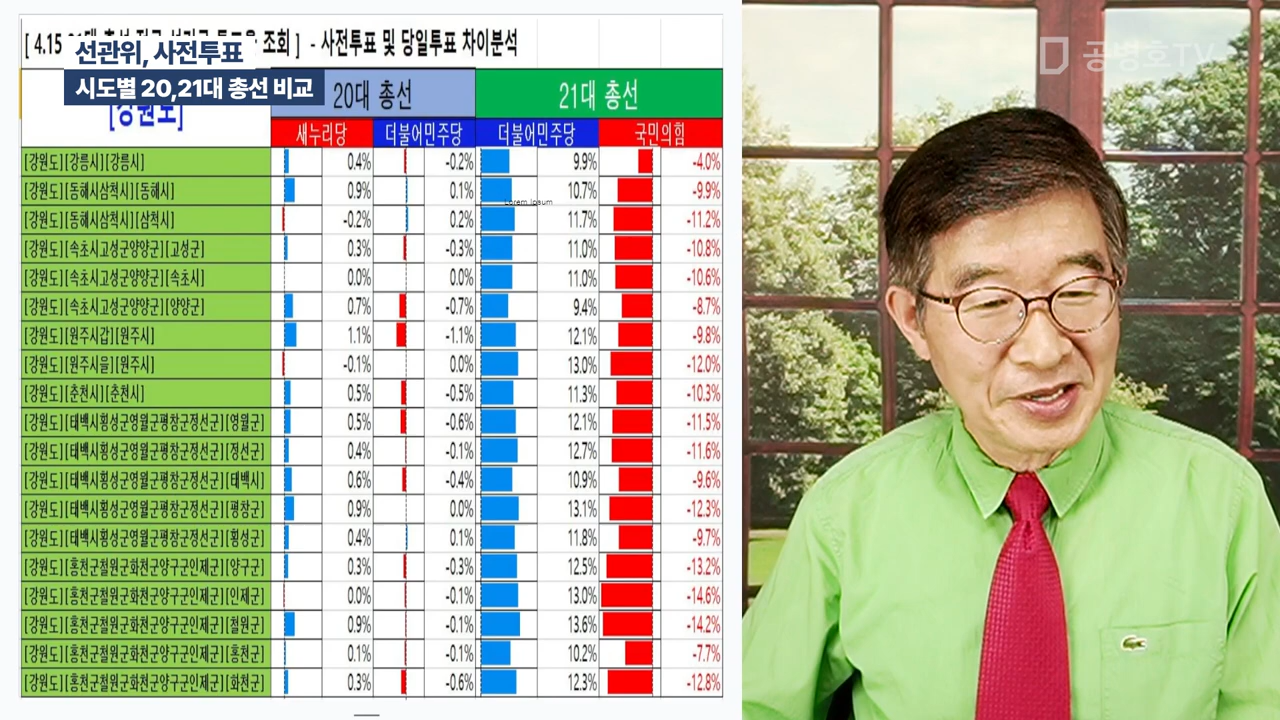 [ 4.15 조회 ] - 사전투표 및 당일투표 차이분석
선관위, 사전투표
시도별 20,21대 총선 비교
[강원도]
20대 총선 21대 총선
새누리당 더불어민주당 더불어민주당 국민의힘
[강원도][강릉시][강릉시] 0.4% -0.2% 9.9% -4.0%
[강원도][동해시삼척시][동해시] 0.9% 0.1% 10.7% -9.9%
Lorem Ipsum
[강원도][동해시삼척시][삼척시] -0.2% 0.2% 11.7% -11.2%
[강원도][속초시고성군양양군][고성군] 0.3% -0.3% 11.0% -10.8%
[강원도][속초시고성군양양군][속초시] 0.0% 0.0% 11.0% -10.6%
[강원도][속초시고성군양양군][양양군] 0.7% -0.7% 9.4% -8.7%
[강원도][원주시갑][원주시] 1.1% -1.1% 12.1% -9.8%
[강원도][원주시을][원주시] -0.1% 0.0% 13.0% -12.0%
[강원도][춘천시][춘천시] 0.5% -0.5% 11.3% -10.3%
[강원도][태백시횡성군영월군평창군정선군][영월군] 0.5% -0.6% 12.1% -11.5%
[강원도][태백시횡성군영월군평창군정선군][정선군] 0.4% -0.1% 12.7% -11.6%
[강원도][태백시횡성군영월군평창군정선군][태백시] 0.6% -0.4% 10.9% -9.6%
[강원도][태백시횡성군영월군평창군정선군][평창군] 0.9% 0.0% 13.1% -12.3%
[강원도][태백시횡성군영월군평창군정선군][횡성군] 0.4% 0.1% 11.8% -9.7%
[강원도][홍천군철원군화천군양구군인제군][양구군] 0.3% -0.3% 12.5% -13.2%
[강원도][홍천군철원군화천군양구군인제군][인제군] 0.0% -0.1% 13.0% -14.6%
[강원도][홍천군철원군화천군양구군인제군][철원군] 0.9% -0.1% 13.6% -14.2%
[강원도][홍천군철원군화천군양구군인제군][홍천군] 0.1% -0.1% 10.2% -7.7%
[강원도][홍천군철원군화천군양구군인제군][화천군] 0.3% -0.6% 12.3% -12.8%
공병호TV